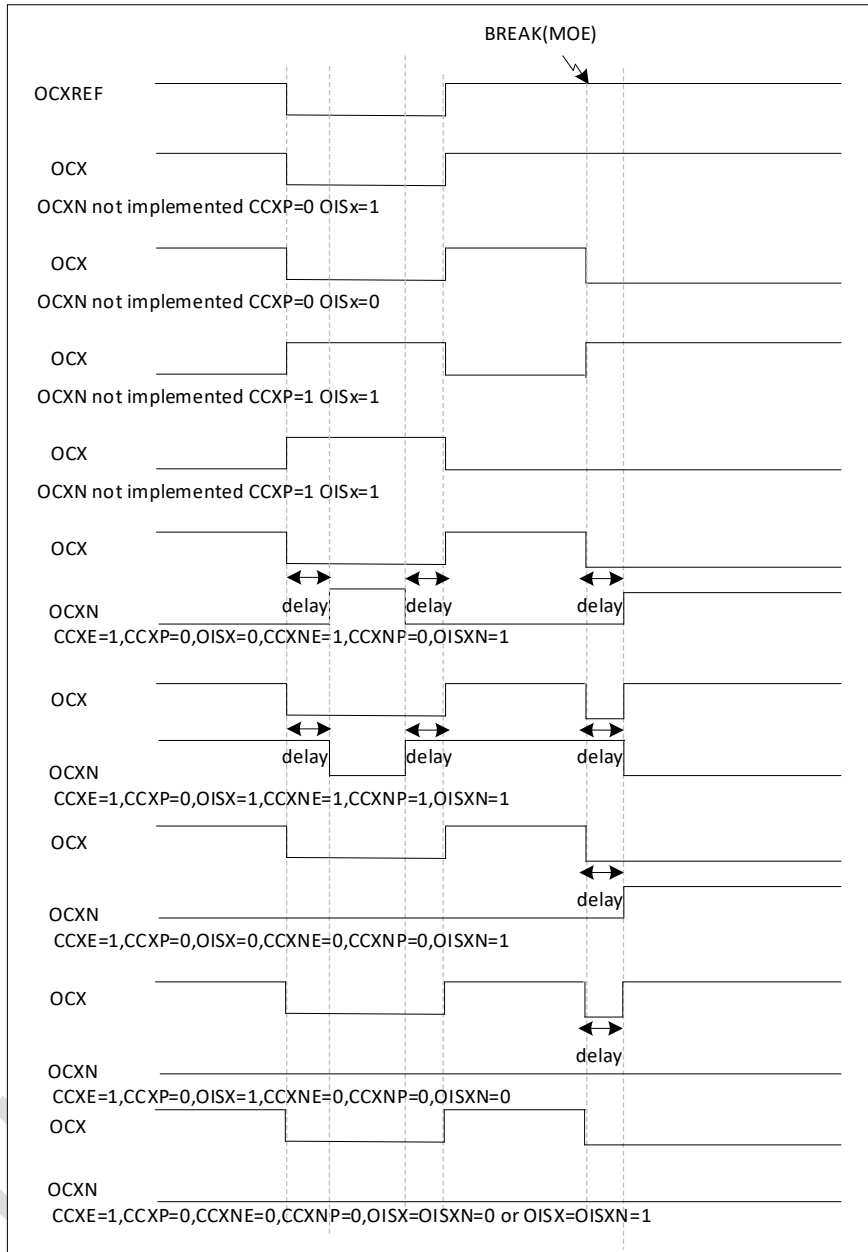 BREAK(MOE)
OCXREF
OCX
OCXN not implemented CCXP=0 OISx=1
OCX
OCXN not implemented CCXP=0 OISx=0
OCX
OCXN not implemented CCXP=1 OISx=1
OCX
OCXN not implemented CCXP=1 OISx=1
OCX
delay delay delay
OCXN
CCXE=1,CCXP=0,OISX=0,CCXNE=1,CCXNP=0,OISXN=1
OCX
delay delay delay
OCXN
CCXE=1,CCXP=0,OISX=1,CCXNE=1,CCXNP=1,OISXN=1
OCX
delay
OCXN
CCXE=1,CCXP=0,OISX=0,CCXNE=0,CCXNP=0,OISXN=1
OCX
delay
OCXN
CCXE=1,CCXP=0,OISX=1,CCXNE=0,CCXNP=0,OISXN=0
OCX
OCXN
CCXE=1,CCXP=0,CCXNE=0,CCXNP=0,OISX=OISXN=0 or OISX=OISXN=1